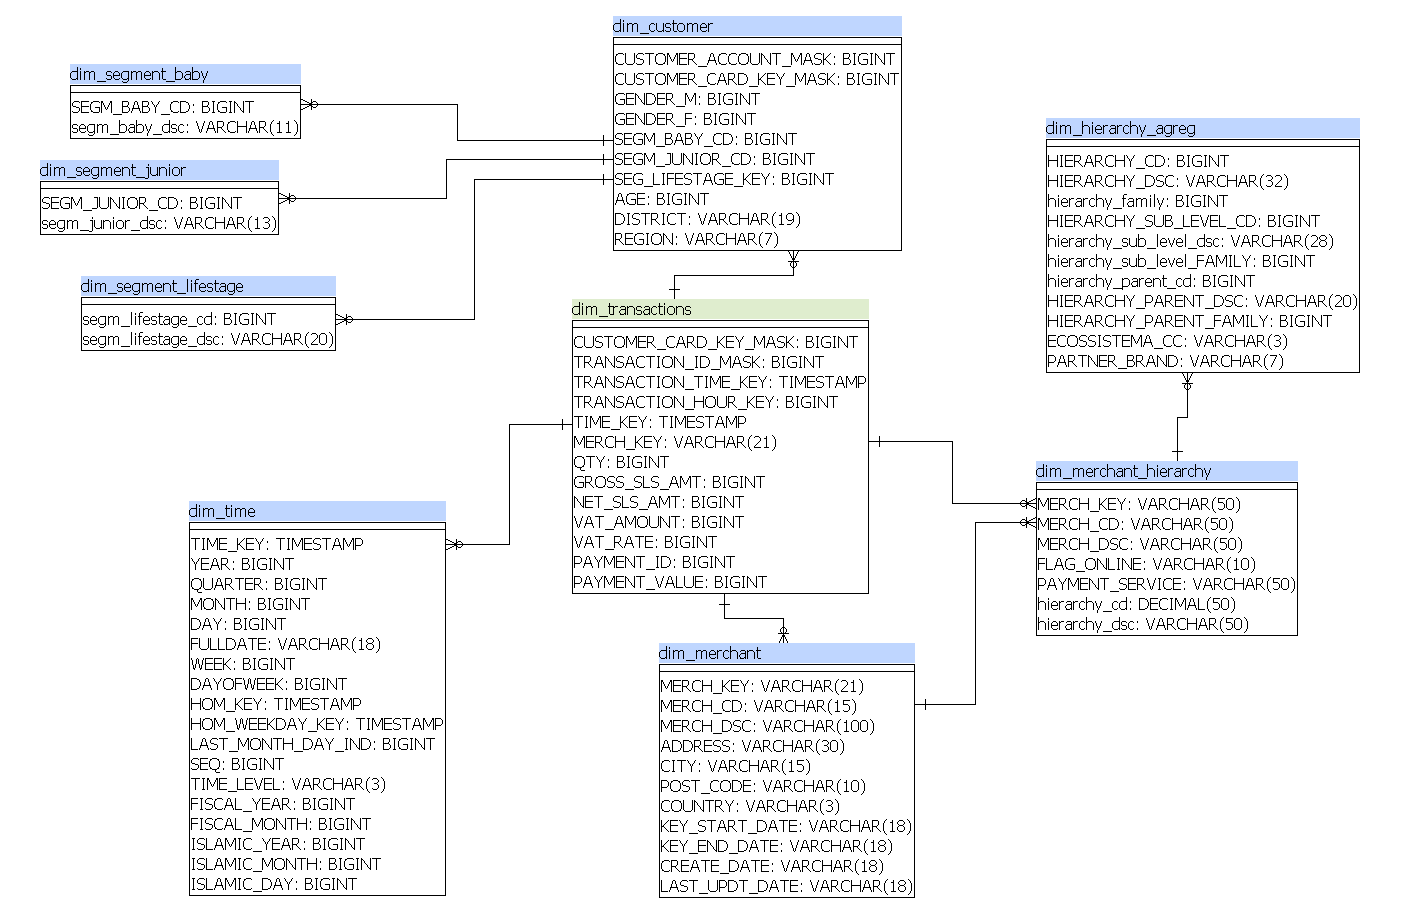 dim_customer
CUSTOMER_ACCOUNT_MASK: BIGINT
CUSTOMER_CARD_KEY_MASK: BIGINT
GENDER_M: BIGINT
GENDER_F: BIGINT
SEGM_BABY_CD: BIGINT
SEGM_JUNIOR_CD: BIGINT
SEG_LIFESTAGE_KEY: BIGINT
AGE: BIGINT
DISTRICT: VARCHAR(19)
REGION: VARCHAR(7)
dim_segment_baby
SEGM_BABY_CD: BIGINT
segm_baby_dsc: VARCHAR(11)
dim_segment_junior
SEGM_JUNIOR_CD: BIGINT
segm_junior_dsc: VARCHAR(13)
dim_segment_lifestage
segm_lifestage_cd: BIGINT
segm_lifestage_dsc: VARCHAR(20)
dim_hierarchy_agreg
HIERARCHY_CD: BIGINT
HIERARCHY_DSC: VARCHAR(32)
hierarchy_family: BIGINT
HIERARCHY_SUB_LEVEL_CD: BIGINT
hierarchy_sub_level_dsc: VARCHAR(28)
hierarchy_sub_level_FAMILY: BIGINT
hierarchy_parent_cd: BIGINT
HIERARCHY_PARENT_DSC: VARCHAR(20)
HIERARCHY_PARENT_FAMILY: BIGINT
ECOSSISTEMA_CC: VARCHAR(3)
PARTNER_BRAND: VARCHAR(7)
dim_transactions
CUSTOMER_CARD_KEY_MASK: BIGINT
TRANSACTION_ID_MASK: BIGINT
TRANSACTION_TIME_KEY: TIMESTAMP
TRANSACTION_HOUR_KEY: BIGINT
TIME_KEY: TIMESTAMP
MERCH_KEY: VARCHAR(21)
QTY: BIGINT
GROSS_SLS_AMT: BIGINT
NET_SLS_AMT: BIGINT
VAT_AMOUNT: BIGINT
VAT_RATE: BIGINT
PAYMENT_ID: BIGINT
PAYMENT_VALUE: BIGINT
dim_merchant_hierarchy
MERCH_KEY: VARCHAR(50)
MERCH_CD: VARCHAR(50)
MERCH_DSC: VARCHAR(50)
FLAG_ONLINE: VARCHAR(10)
PAYMENT_SERVICE: VARCHAR(50)
hierarchy_cd: DECIMAL(50)
hierarchy_dsc: VARCHAR(50)
dim_time
TIME_KEY: TIMESTAMP
YEAR: BIGINT
QUARTER: BIGINT
MONTH: BIGINT
DAY: BIGINT
FULLDATE: VARCHAR(18)
WEEK: BIGINT
DAYOFWEEK: BIGINT
HOM_KEY: TIMESTAMP
HOM_WEEKDAY_KEY: TIMESTAMP
LAST_MONTH_DAY_IND: BIGINT
SEQ: BIGINT
TIME_LEVEL: VARCHAR(3)
FISCAL_YEAR: BIGINT
FISCAL_MONTH: BIGINT
ISLAMIC_YEAR: BIGINT
ISLAMIC_MONTH: BIGINT
ISLAMIC_DAY: BIGINT
dim_merchant
MERCH_KEY: VARCHAR(21)
MERCH_CD: VARCHAR(15)
MERCH_DSC: VARCHAR(100)
ADDRESS: VARCHAR(30)
CITY: VARCHAR(15)
POST_CODE: VARCHAR(10)
COUNTRY: VARCHAR(3)
KEY_START_DATE: VARCHAR(18)
KEY_END_DATE: VARCHAR(18)
CREATE_DATE: VARCHAR(18)
LAST_UPDT_DATE: VARCHAR(18)